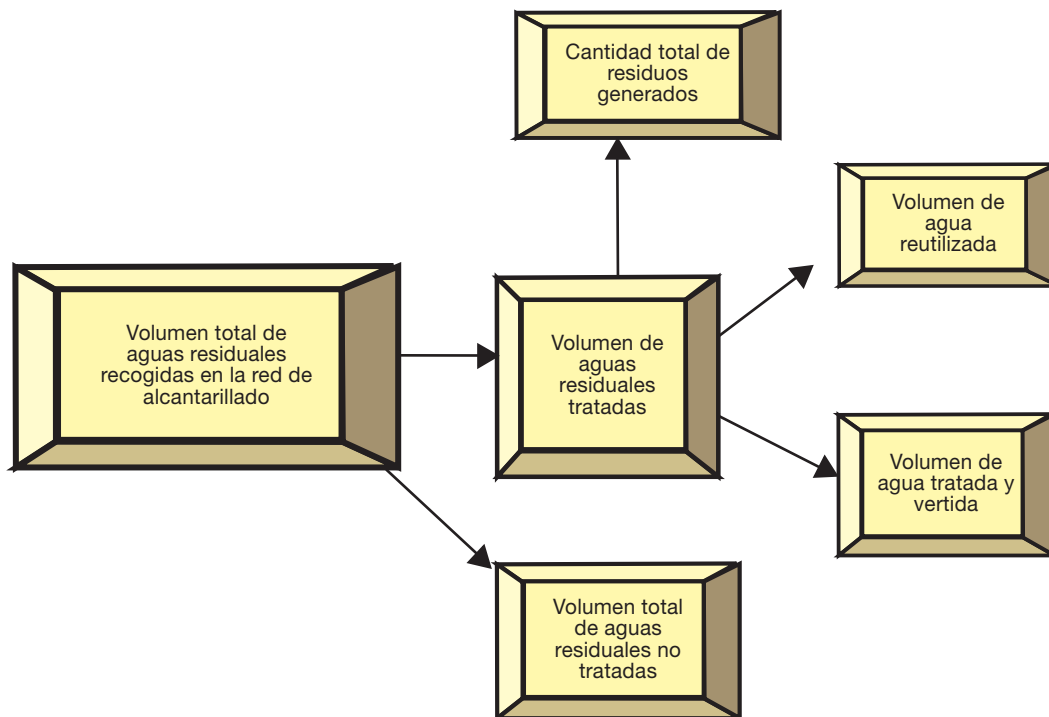 Cantidad total de
residuos
generados
Volumen de
agua
reutilizada
Volumen total de
aguas residuales
recogidas en la red de
alcantarillado
Volumen de
aguas
residuales
tratadas
Volumen de
agua tratada y
vertida
Volumen total
de aguas
residuales no
tratadas